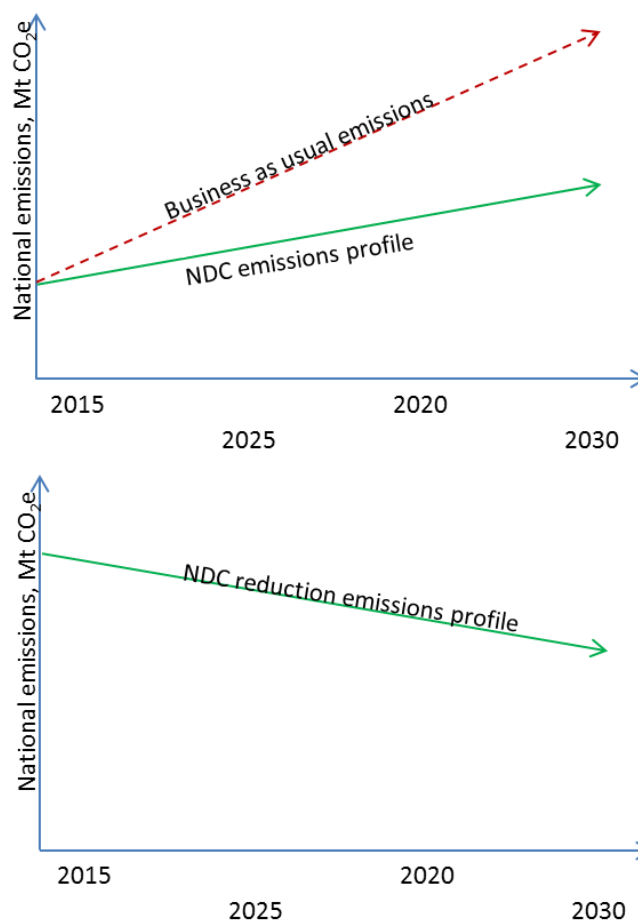 National emissions, Mt CO₂e
Business as usual emissions
NDC emissions profile
2015 2020
2025 2030
National emissions, Mt CO₂e
NDC reduction emissions profile
2015 2020
2025 2030